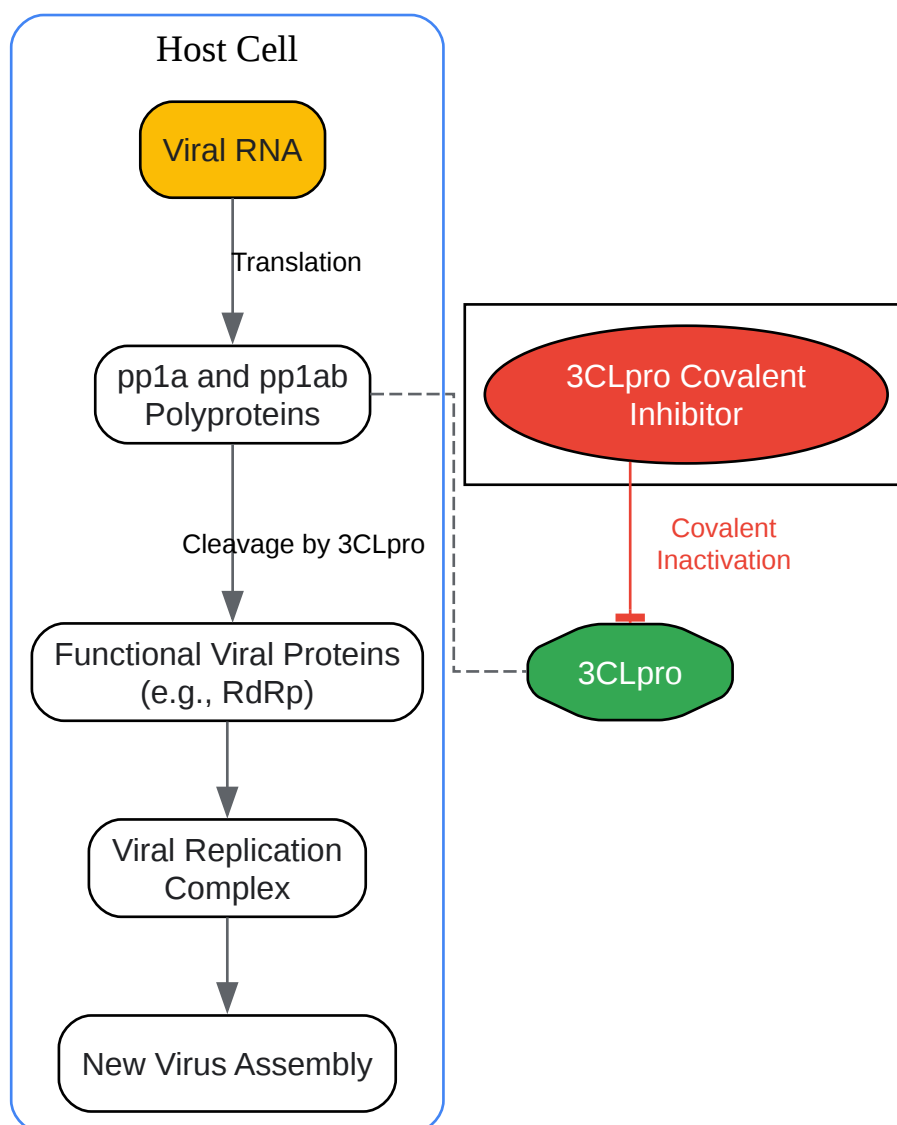 Host Cell
Viral RNA
Translation
pp1a and pp1ab
Polyproteins
3CLpro Covalent
Inhibitor
Covalent
Inactivation
Cleavage by 3CLpro
Functional Viral Proteins
(e.g., RdRp)
3CLpro
Viral Replication
Complex
New Virus Assembly